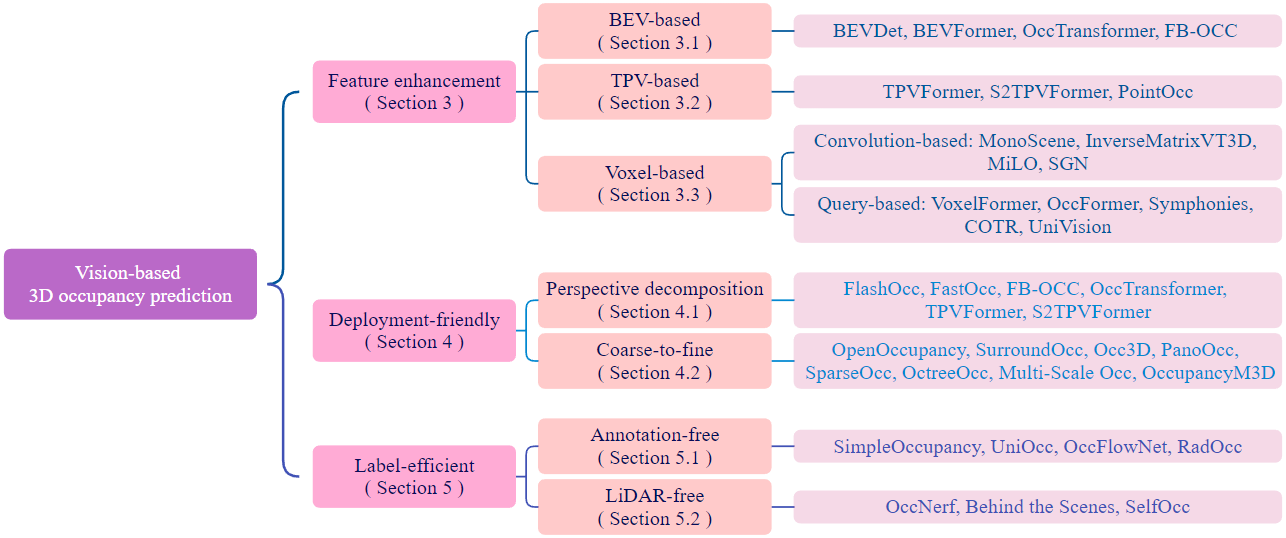 Vision-based
3D occupancy prediction
Feature enhancement
( Section 3 )
BEV-based
( Section 3.1 )
BEVDet, BEVFormer, OccTransformer, FB-OCC
TPV-based
( Section 3.2 )
TPVFormer, S2TPVFormer, PointOcc
Voxel-based
( Section 3.3 )
Convolution-based: MonoScene, InverseMatrixVT3D,
MiLO, SGN
Query-based: VoxelFormer, OccFormer, Symphonies,
COTR, UniVision
Deployment-friendly
( Section 4 )
Perspective decomposition
( Section 4.1 )
FlashOcc, FastOcc, FB-OCC, OccTransformer,
TPVFormer, S2TPVFormer
Coarse-to-fine
( Section 4.2 )
OpenOccupancy, SurroundOcc, Occ3D, PanoOcc,
SparseOcc, OctreeOcc, Multi-Scale Occ, OccupancyM3D
Label-efficient
( Section 5 )
Annotation-free
( Section 5.1 )
SimpleOccupancy, UniOcc, OccFlowNet, RadOcc
LiDAR-free
( Section 5.2 )
OccNerf, Behind the Scenes, SelfOcc